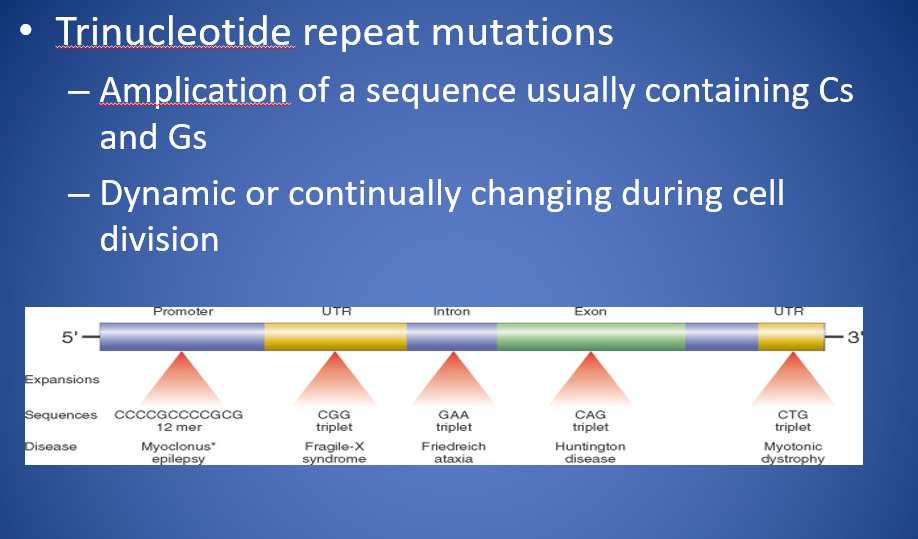 • Trinucleotide repeat mutations
– Amplication of a sequence usually containing Cs
and Gs
– Dynamic or continually changing during cell
division
Promoter UTR Intron Exon UTR
5' 3'
Expansions
Sequences CCCCGCCCCGCG CGG GAA CAG CTG
12 mer triplet triplet triplet triplet
Disease Myoclonus* Fragile-X Friedreich Huntington Myotonic
epilepsy syndrome ataxia disease dystrophy